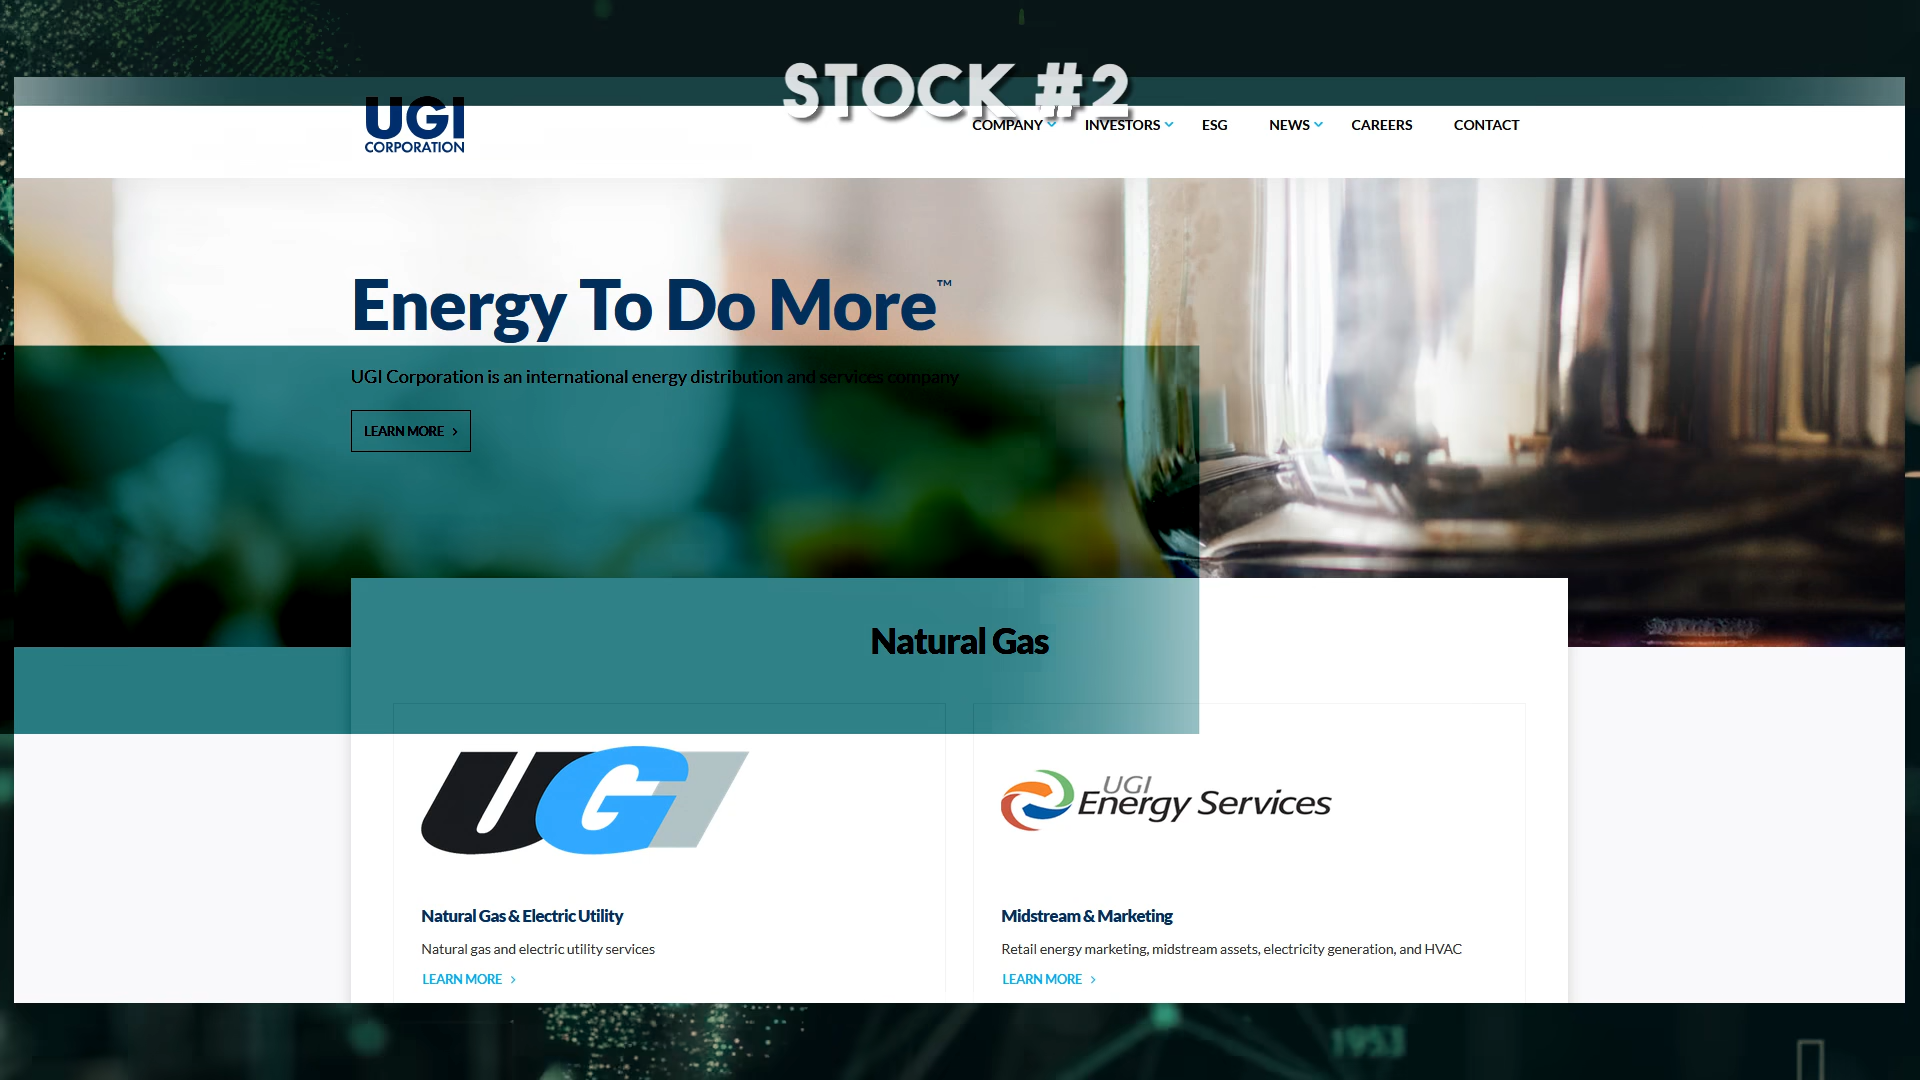 STOCK #2
UGI
CORPORATION
COMPANY INVESTORS ESG NEWS CAREERS CONTACT
Energy To Do More™
UGI Corporation is an international energy distribution and services company
LEARN MORE
Natural Gas
UGI
UGI
Energy Services
Natural Gas & Electric Utility
Midstream & Marketing
Natural gas and electric utility services
Retail energy marketing, midstream assets, electricity generation, and HVAC
LEARN MORE
LEARN MORE
1953